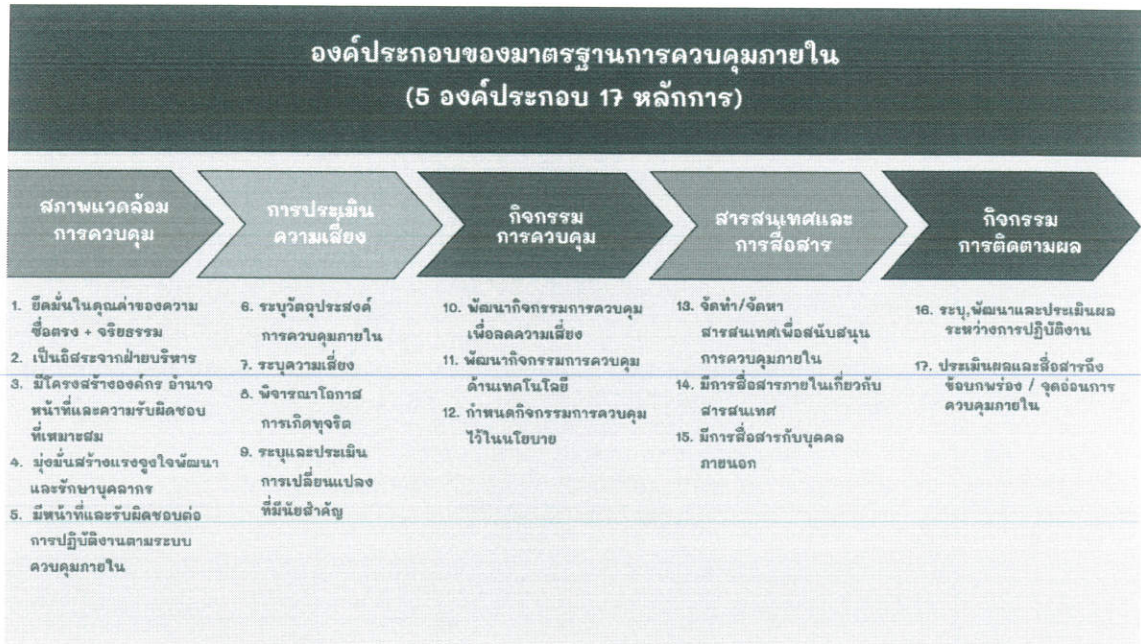 องค์ประกอบของมาตรฐานการควบคุมภายใน
(5 องค์ประกอบ 17 หลักการ)
สภาพแวดล้อม
การควบคุม
การประเมิน
ความเสี่ยง
กิจกรรม
การควบคุม
สารสนเทศและ
การสื่อสาร
กิจกรรม
การติดตามผล
1. ยึดมั่นในคุณค่าของความ
ซื่อตรง + จริยธรรม
2. เป็นอิสระจากฝ่ายบริหาร
3. มีโครงสร้างองค์กร อำนาจ
หน้าที่และความรับผิดชอบ
ที่เหมาะสม
4. มุ่งมั่นสร้างแรงจูงใจพัฒนา
และรักษาบุคลากร
5. มีหน้าที่และรับผิดชอบต่อ
การปฏิบัติงานตามระบบ
ควบคุมภายใน
6. ระบุวัตถุประสงค์
การควบคุมภายใน
7. ระบุความเสี่ยง
8. พิจารณาโอกาส
การเกิดทุจริต
9. ระบุและประเมิน
การเปลี่ยนแปลง
ที่มีนัยสำคัญ
10. พัฒนากิจกรรมการควบคุม
เพื่อลดความเสี่ยง
11. พัฒนากิจกรรมการควบคุม
ด้านเทคโนโลยี
12. กำหนดกิจกรรมการควบคุม
ไว้ในนโยบาย
13. จัดทำ/จัดหา
สารสนเทศเพื่อสนับสนุน
การควบคุมภายใน
14. มีการสื่อสารภายในเกี่ยวกับ
สารสนเทศ
15. มีการสื่อสารกับบุคคล
ภายนอก
16. ระบุ,พัฒนาและประเมินผล
ระหว่างการปฏิบัติงาน
17. ประเมินผลและสื่อสารถึง
ข้อบกพร่อง / จุดอ่อนการ
ควบคุมภายใน